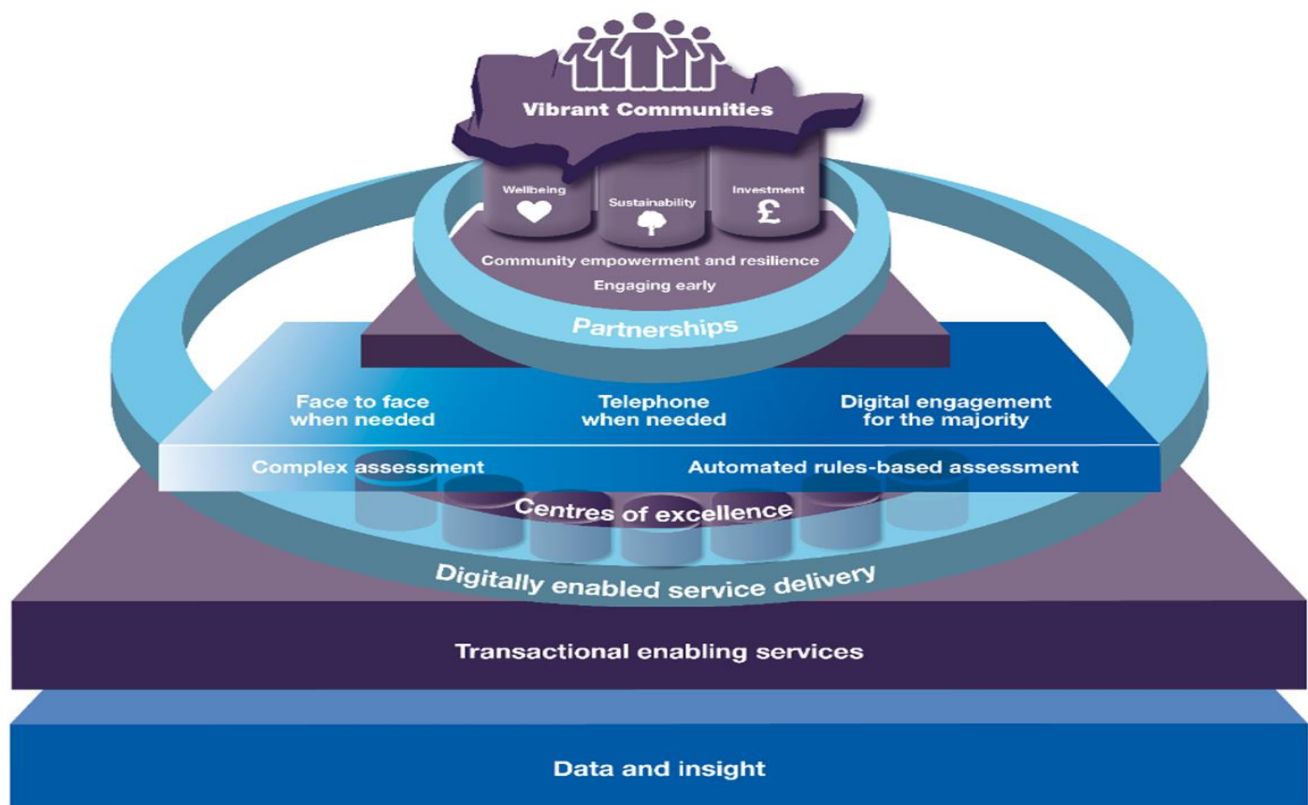 Vibrant Communities
Wellbeing
Sustainability
Investment
£
Community empowerment and resilience
Engaging early
Partnerships
Face to face
when needed
Telephone
when needed
Digital engagement
for the majority
Complex assessment
Automated rules-based assessment
Centres of excellence
Digitally enabled service delivery
Transactional enabling services
Data and insight